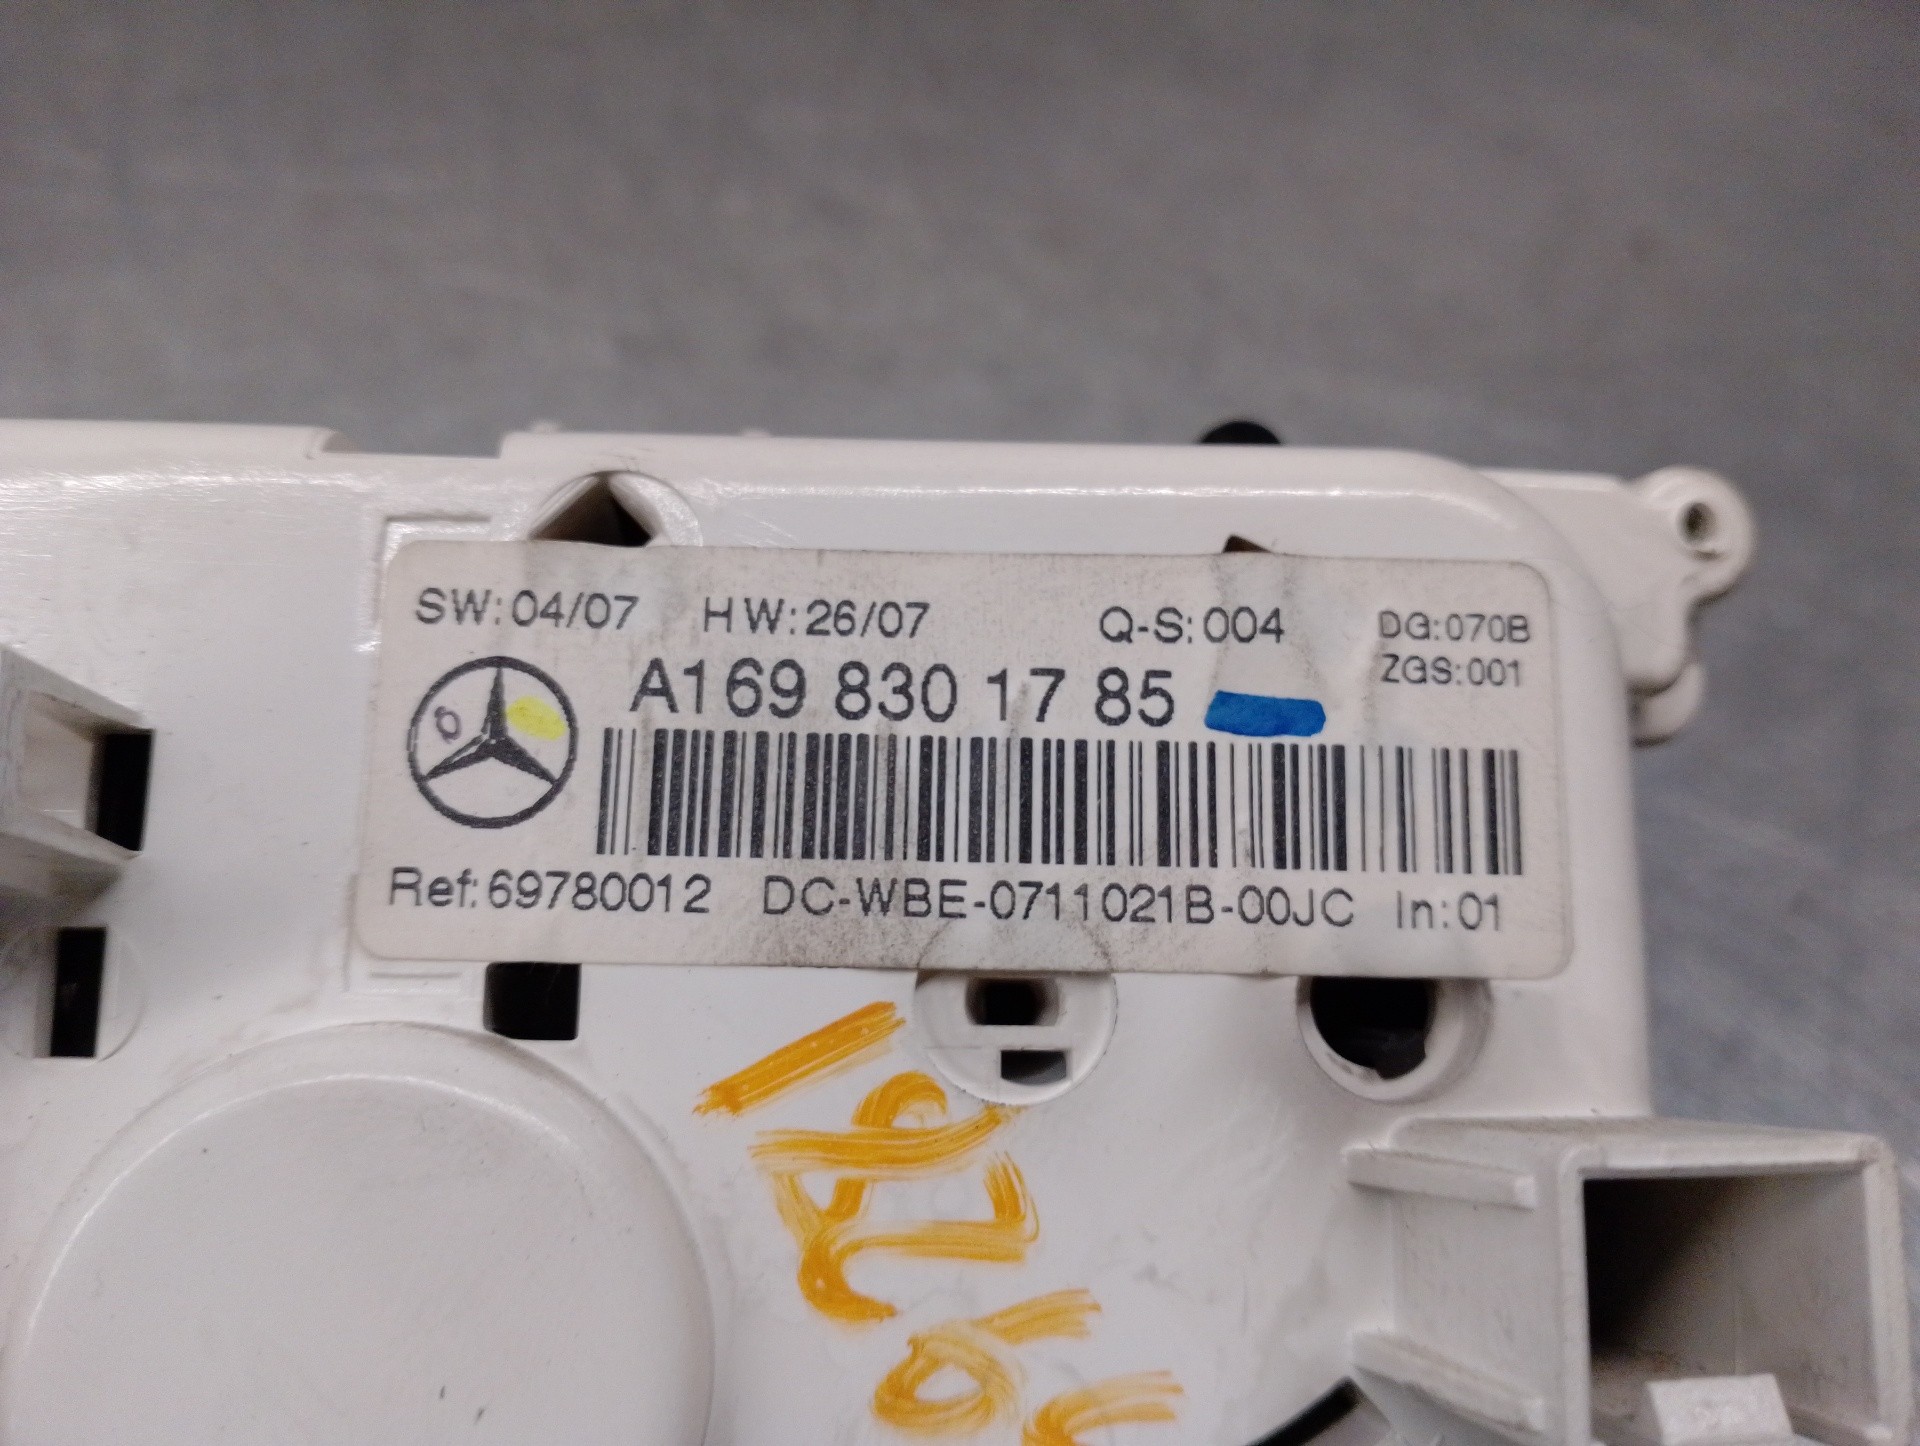 SW:04/07 HW:26/07 Q-S:004 DG:070B
ZGS:001
A169 830 17 85
Ref:69780012 DC-WBE-0711021B-00JC In:01